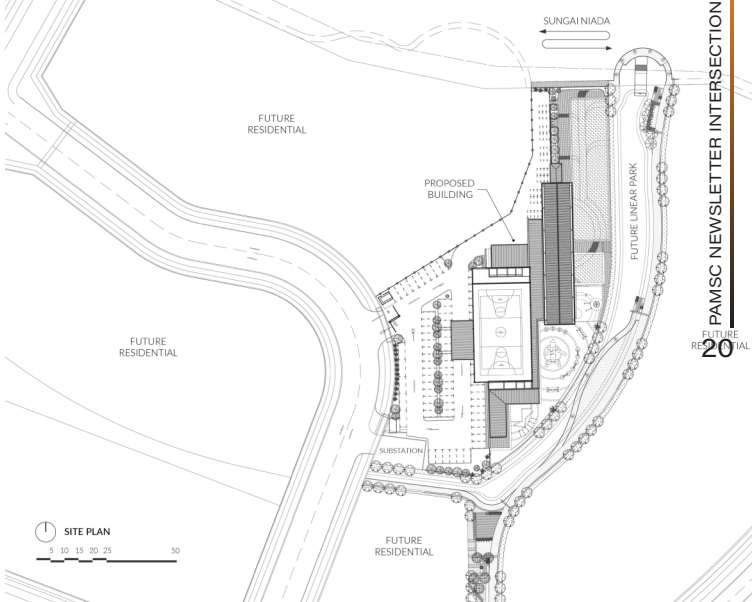 SUNGAI NIADA
FUTURE
RESIDENTIAL
PROPOSED
BUILDING
FUTURE LINEAR PARK
FUTURE
RESIDENTIAL
FUTURE
RESIDENTIAL
SUBSTATION
FUTURE
RESIDENTIAL
SITE PLAN
5 10 15 20 25 50
PAMSC NEWSLETTER INTERSECTION
20